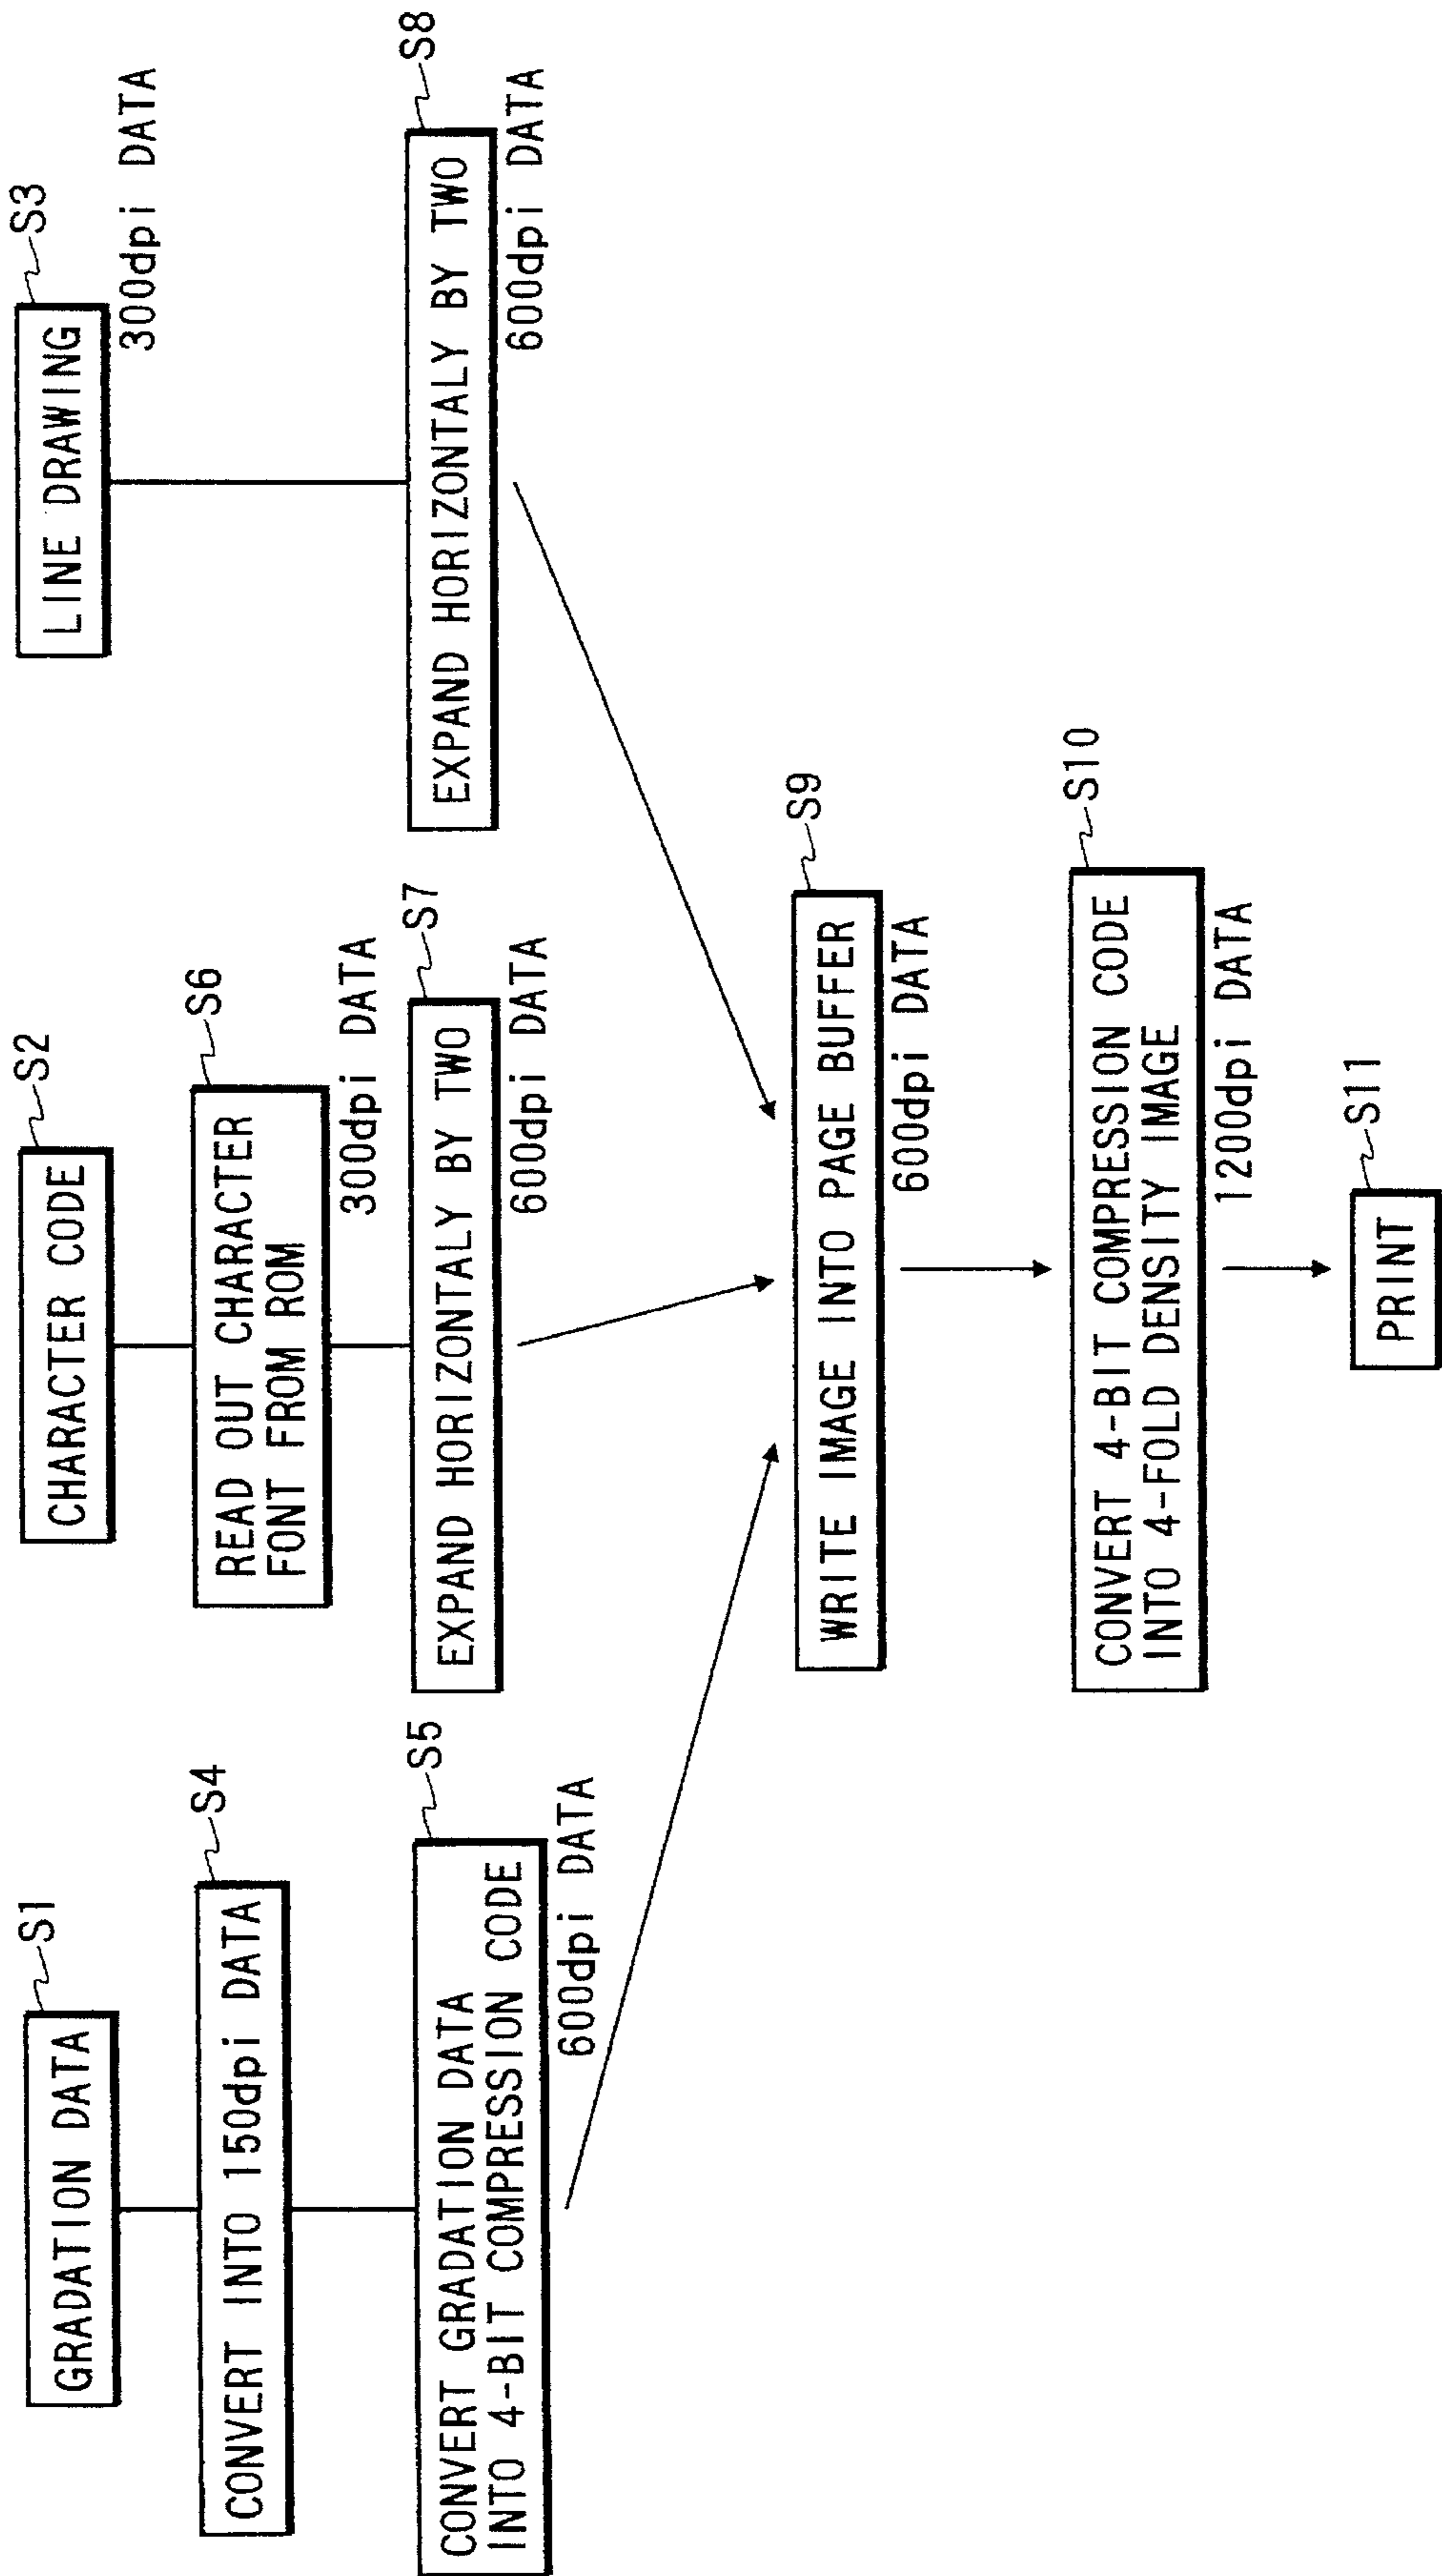 GRADATION DATA
S1
CONVERT INTO 150dpi DATA
S4
CONVERT GRADATION DATA
INTO 4-BIT COMPRESSION CODE
S5
600dpi DATA
CHARACTER CODE
S2
READ OUT CHARACTER
FONT FROM ROM
S6
300dpi DATA
EXPAND HORIZONTALY BY TWO
S7
600dpi DATA
LINE DRAWING
S3
300dpi DATA
EXPAND HORIZONTALY BY TWO
S8
600dpi DATA
WRITE IMAGE INTO PAGE BUFFER
S9
600dpi DATA
CONVERT 4-BIT COMPRESSION CODE
INTO 4-FOLD DENSITY IMAGE
S10
1200dpi DATA
PRINT
S11